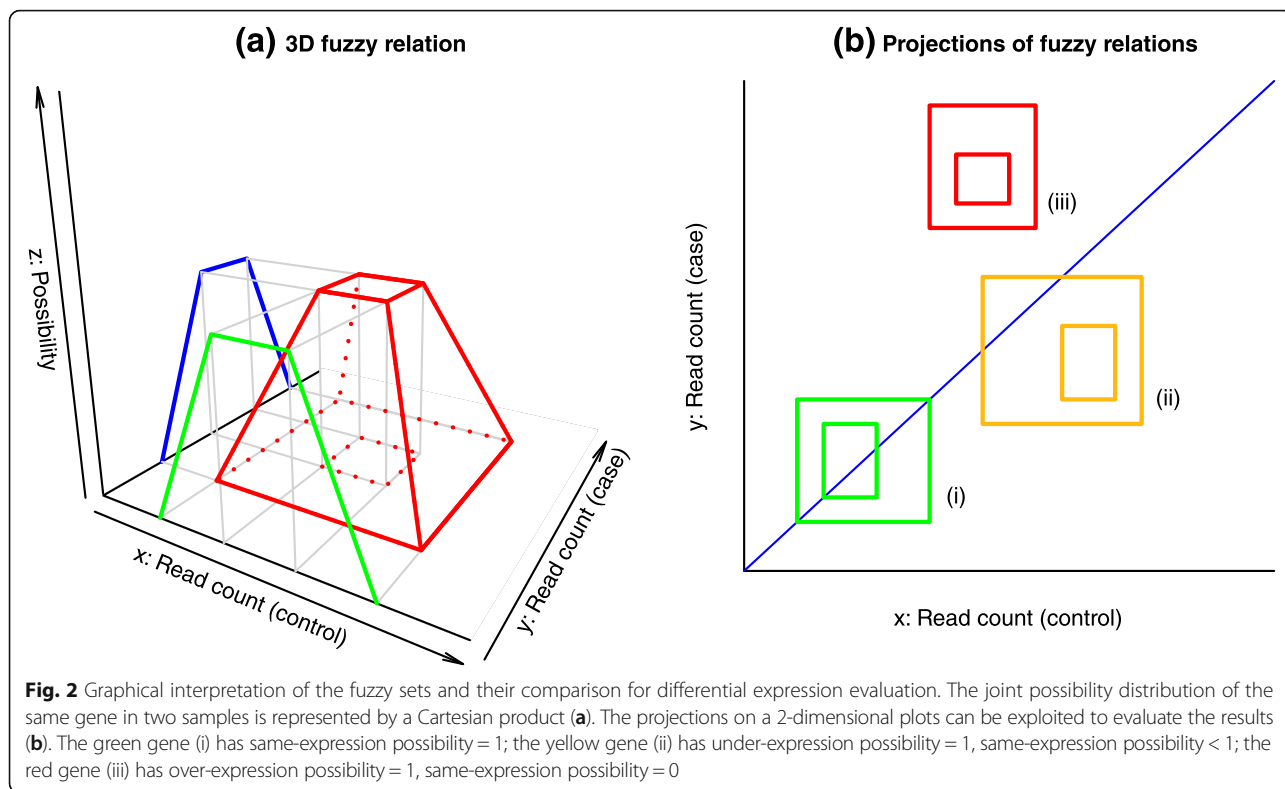 (a) 3D fuzzy relation
z: Possibility
x: Read count (control)
y: Read count (case)
(b) Projections of fuzzy relations
y: Read count (case)
(iii)
(ii)
(i)
x: Read count (control)
Fig. 2 Graphical interpretation of the fuzzy sets and their comparison for differential expression evaluation. The joint possibility distribution of the
same gene in two samples is represented by a Cartesian product (a). The projections on a 2-dimensional plots can be exploited to evaluate the results
(b). The green gene (i) has same-expression possibility = 1; the yellow gene (ii) has under-expression possibility = 1, same-expression possibility < 1; the
red gene (iii) has over-expression possibility = 1, same-expression possibility = 0